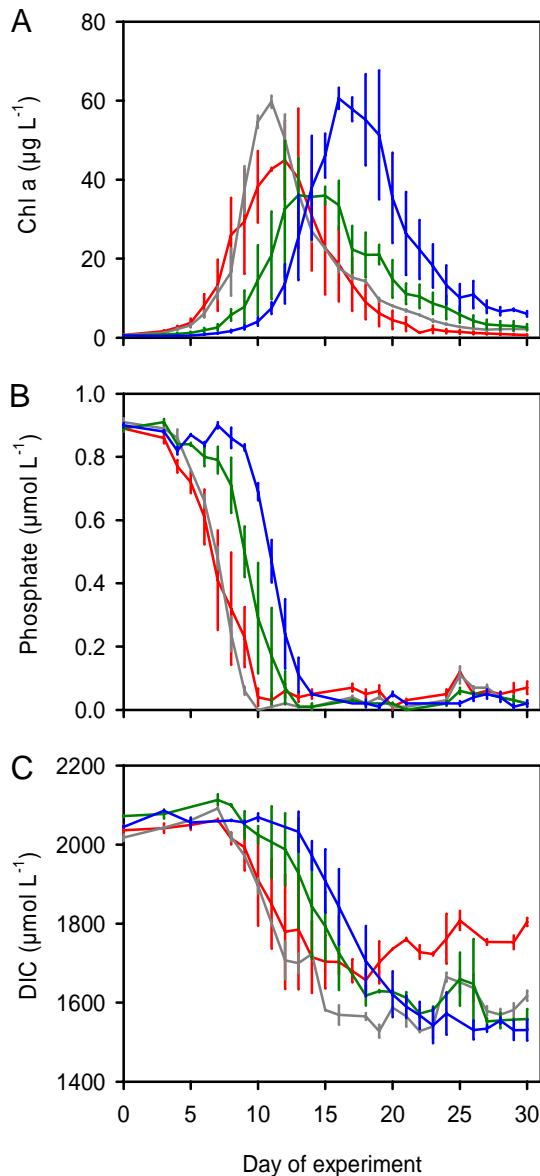 A
80
60
40
20
0
Chl a (µg L⁻¹)
B
1.0
0.8
0.6
0.4
0.2
0.0
Phosphate (µmol L⁻¹)
C
2200
2000
1800
1600
1400
DIC (µmol L⁻¹)
0 5 10 15 20 25 30
Day of experiment